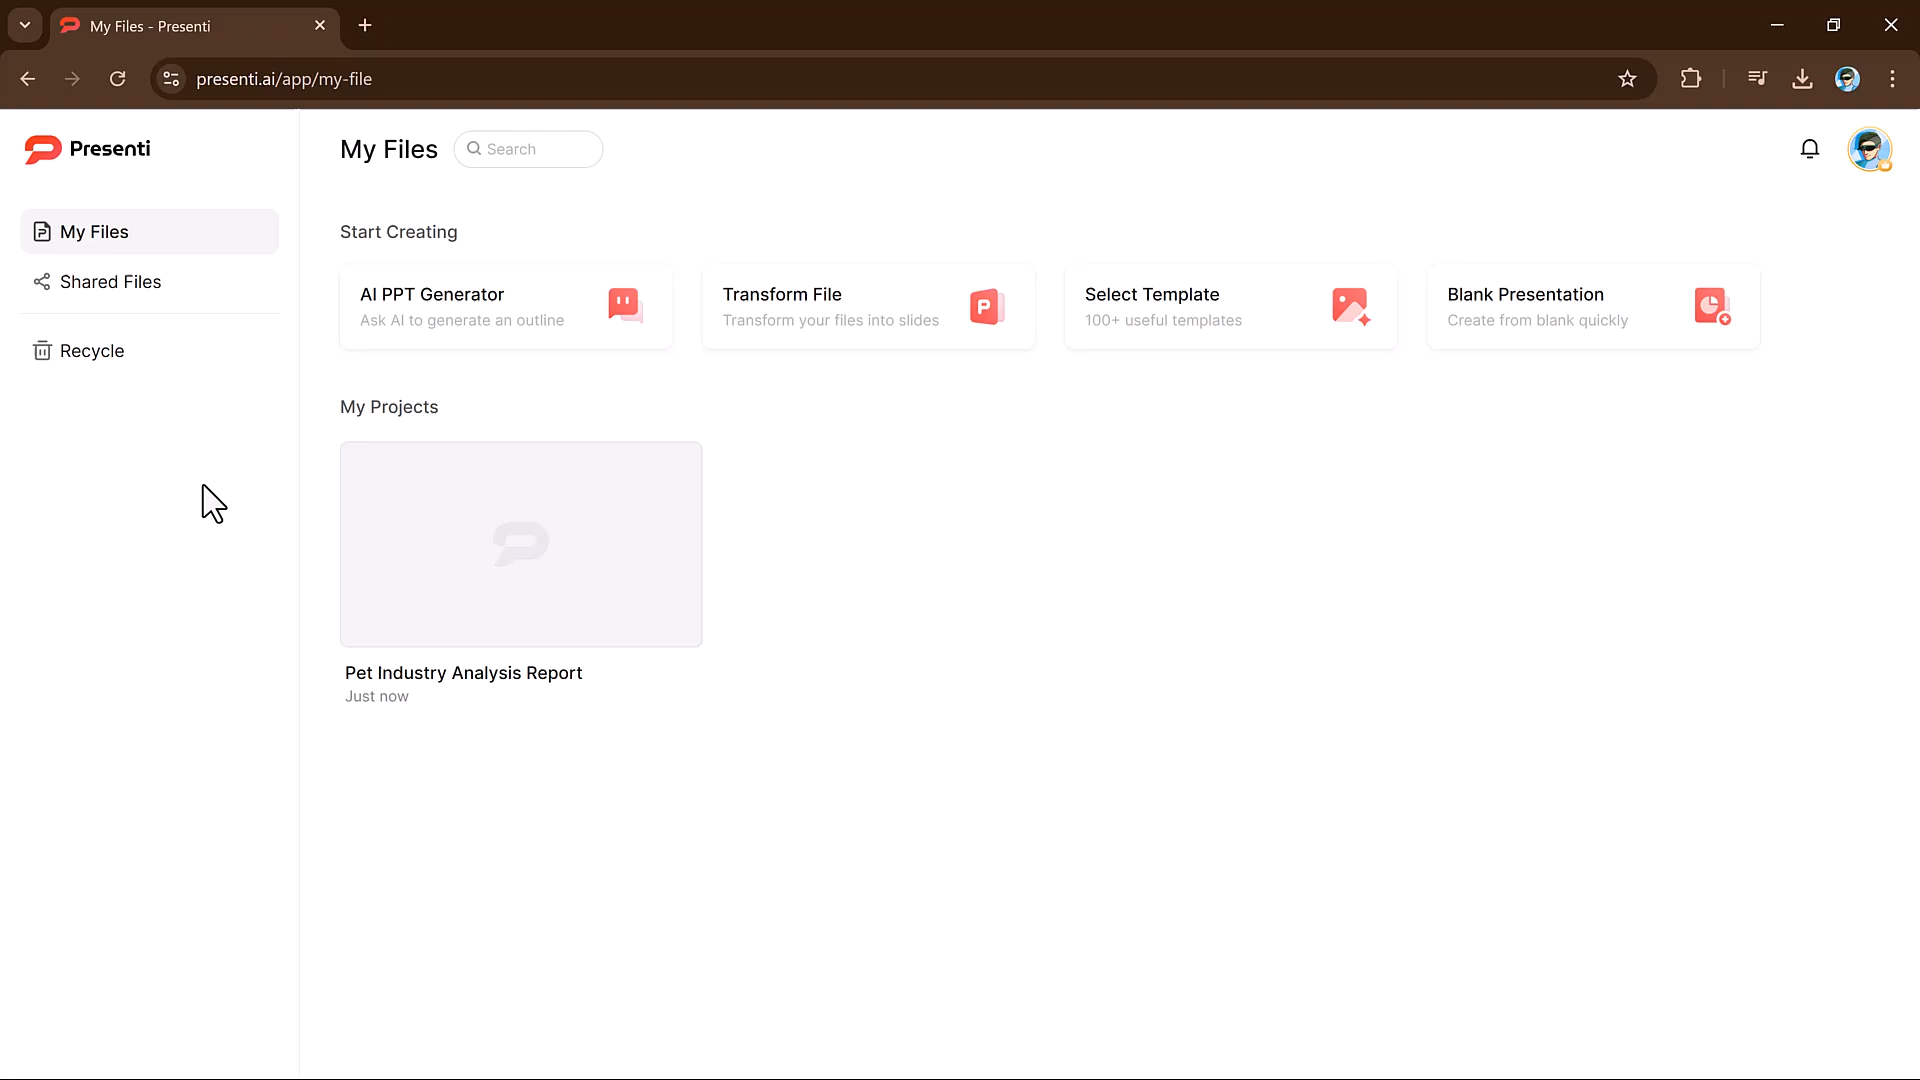 My Files - Presenti
presenti.ai/app/my-file
Presenti
My Files
Search
My Files
Shared Files
Recycle
Start Creating
AI PPT Generator
Ask AI to generate an outline
Transform File
Transform your files into slides
P
Select Template
100+ useful templates
Blank Presentation
Create from blank quickly
My Projects
Pet Industry Analysis Report
Just now